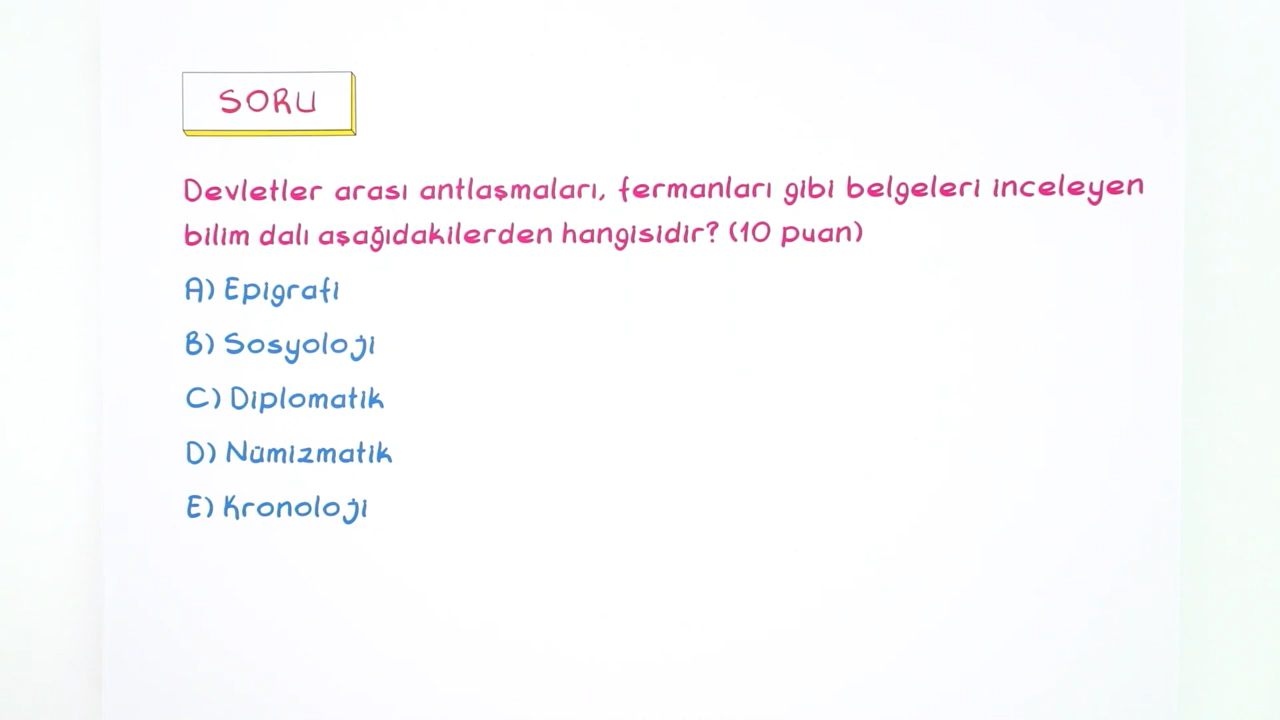 SORU
Devletler arası antlaşmaları, fermanları gibi belgeleri inceleyen
bilim dalı aşağıdakilerden hangisidir? (10 puan)
A) Epigrafi
B) Sosyoloji
C) Diplomatik
D) Nümizmatik
E) Kronoloji